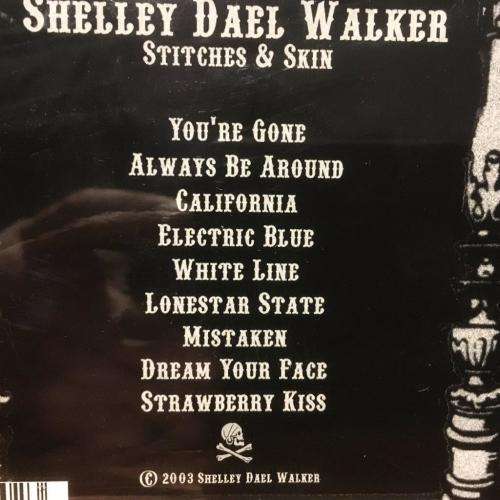 Shelley Dael Walker
Stitches & Skin
You're Gone
Always Be Around
California
Electric Blue
White Line
Lonestar State
Mistaken
Dream Your Face
Strawberry Kiss
© 2003 Shelley Dael Walker